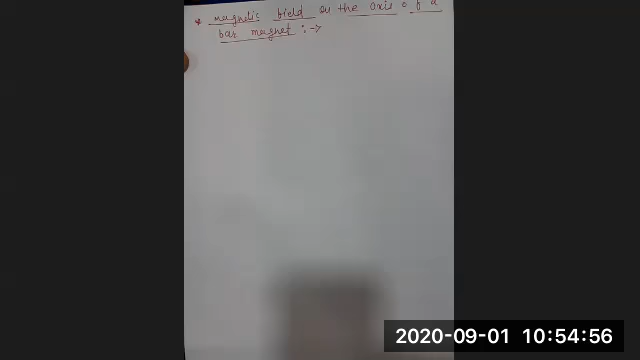 * magnetic field on the axis of a
bar magnet :→
2020-09-01 10:54:56